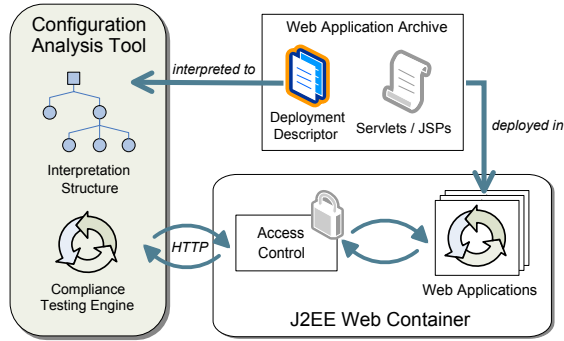 Configuration
Analysis Tool
Interpretation
Structure
Compliance
Testing Engine
interpreted to
Web Application Archive
Deployment
Descriptor
Servlets / JSPs
deployed in
HTTP
Access
Control
Web Applications
J2EE Web Container